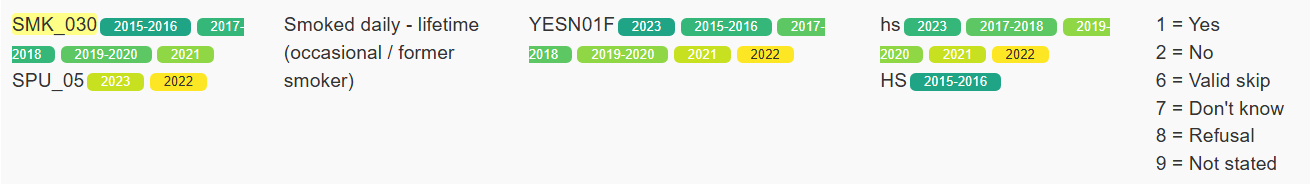 SMK_030 2015-2016 2017-
2018 2019-2020 2021
SPU_05 2023 2022
Smoked daily - lifetime
(occasional / former
smoker)
YESN01F 2023 2015-2016 2017-
2018 2019-2020 2021 2022
hs 2023 2017-2018 2019-
2020 2021 2022
HS 2015-2016
1 = Yes
2 = No
6 = Valid skip
7 = Don't know
8 = Refusal
9 = Not stated